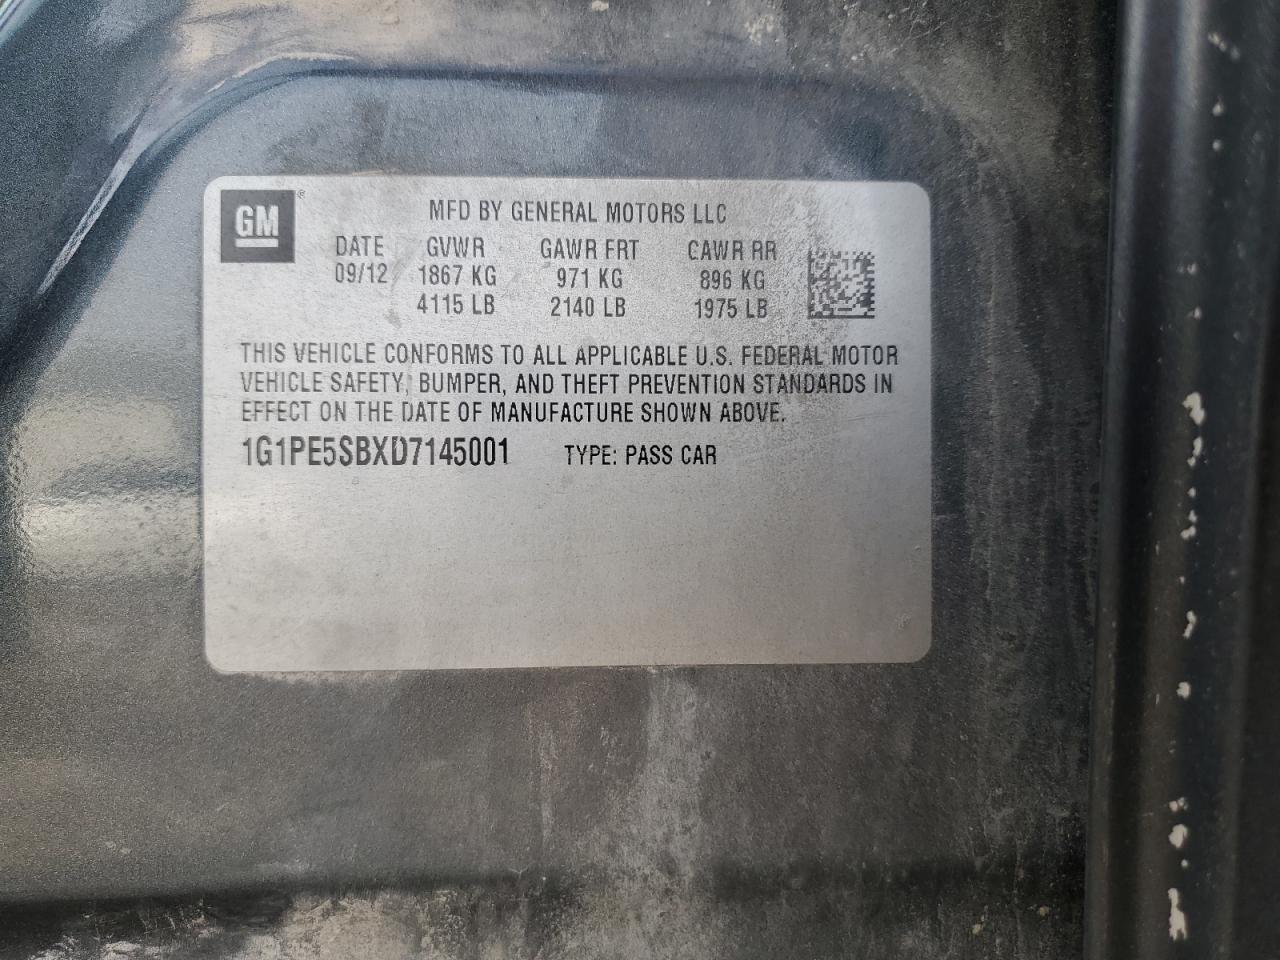 GM ®
MFD BY GENERAL MOTORS LLC
DATE GVWR GAWR FRT CAWR RR
09/12 1867 KG 971 KG 896 KG
4115 LB 2140 LB 1975 LB
THIS VEHICLE CONFORMS TO ALL APPLICABLE U.S. FEDERAL MOTOR
VEHICLE SAFETY, BUMPER, AND THEFT PREVENTION STANDARDS IN
EFFECT ON THE DATE OF MANUFACTURE SHOWN ABOVE.
1G1PE5SBXD7145001 TYPE: PASS CAR